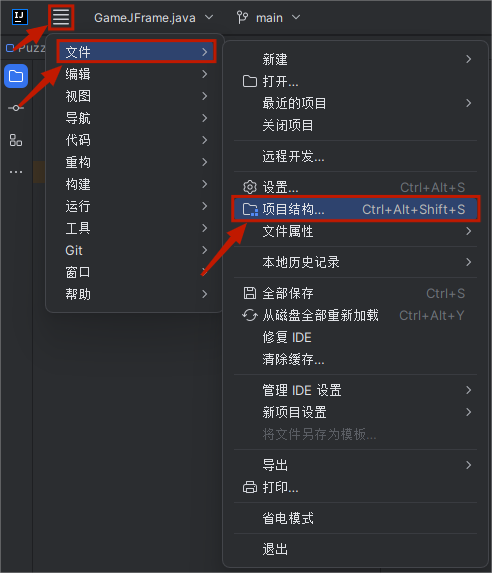 IJ
GameJFrame.java
main
Puzz
文件
编辑
视图
导航
代码
重构
构建
运行
工具
Git
窗口
帮助
新建
打开...
最近的项目
关闭项目
远程开发...
设置... Ctrl+Alt+S
项目结构... Ctrl+Alt+Shift+S
文件属性
本地历史记录
全部保存 Ctrl+S
从磁盘全部重新加载 Ctrl+Alt+Y
修复 IDE
清除缓存...
管理 IDE 设置
新项目设置
将文件另存为模板...
导出
打印...
省电模式
退出